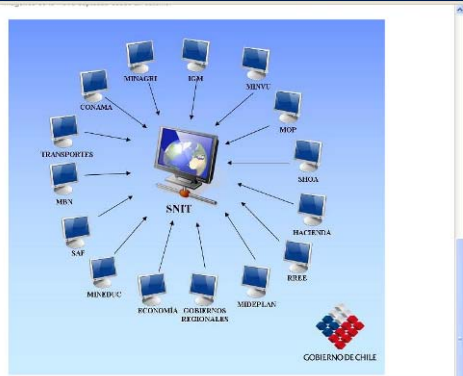 MINAGRI
IGM
MINVU
CONAMA
MOP
TRANSPORTES
SHOA
MBN
SNIT
HACIENDA
SAF
RREE
MINEDUC
MIDEPLAN
ECONOMÍA
GOBIERNOS
REGIONALES
GOBIERNO DE CHILE